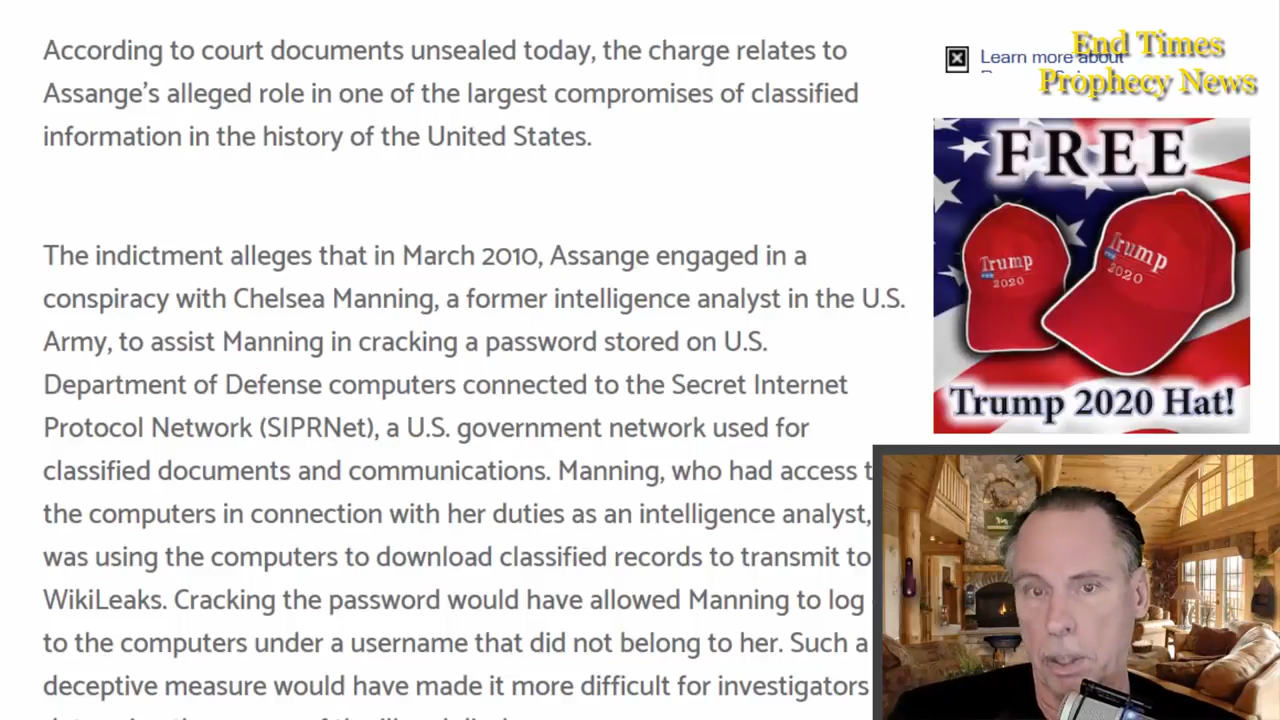 According to court documents unsealed today, the charge relates to
Assange's alleged role in one of the largest compromises of classified
information in the history of the United States.
The indictment alleges that in March 2010, Assange engaged in a
conspiracy with Chelsea Manning, a former intelligence analyst in the U.S.
Army, to assist Manning in cracking a password stored on U.S.
Department of Defense computers connected to the Secret Internet
Protocol Network (SIPRNet), a U.S. government network used for
classified documents and communications. Manning, who had access t
the computers in connection with her duties as an intelligence analyst,
was using the computers to download classified records to transmit to
WikiLeaks. Cracking the password would have allowed Manning to log
to the computers under a username that did not belong to her. Such a
deceptive measure would have made it more difficult for investigators
Learn more about
End Times
Prophecy News
FREE
Trump
2020
Trump
2020
Trump 2020 Hat!